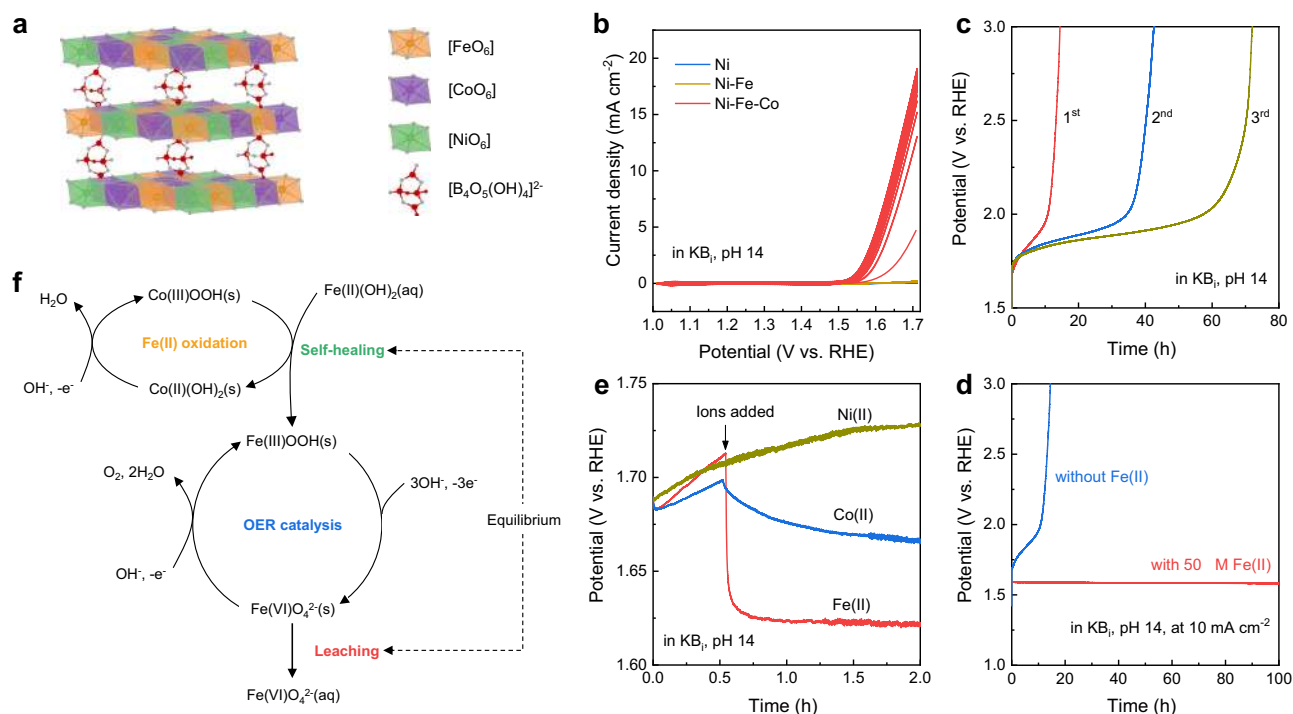 a
[FeO₆]
[CoO₆]
[NiO₆]
[B₄O₅(OH)₄]²⁻
b
Current density (mA cm⁻²)
20
15
10
5
0
Ni
Ni-Fe
Ni-Fe-Co
in KBᵢ, pH 14
1.0 1.1 1.2 1.3 1.4 1.5 1.6 1.7
Potential (V vs. RHE)
c
Potential (V vs. RHE)
3.0
2.5
2.0
1.5
1ˢᵗ
2ⁿᵈ
3ʳᵈ
in KBᵢ, pH 14
0 20 40 60 80
Time (h)
f
H₂O
Co(III)OOH(s)
Fe(II)(OH)₂(aq)
Fe(II) oxidation
Self-healing
OH⁻, -e⁻
Co(II)(OH)₂(s)
Fe(III)OOH(s)
O₂, 2H₂O
3OH⁻, -3e⁻
OER catalysis
Equilibrium
OH⁻, -e⁻
Fe(VI)O₄²⁻(s)
Leaching
Fe(VI)O₄²⁻(aq)
e
Potential (V vs. RHE)
1.75
1.70
1.65
1.60
Ions added
Ni(II)
Co(II)
Fe(II)
in KBᵢ, pH 14
0.0 0.5 1.0 1.5 2.0
Time (h)
d
Potential (V vs. RHE)
3.0
2.5
2.0
1.5
1.0
without Fe(II)
with 50 M Fe(II)
in KBᵢ, pH 14, at 10 mA cm⁻²
0 20 40 60 80 100
Time (h)